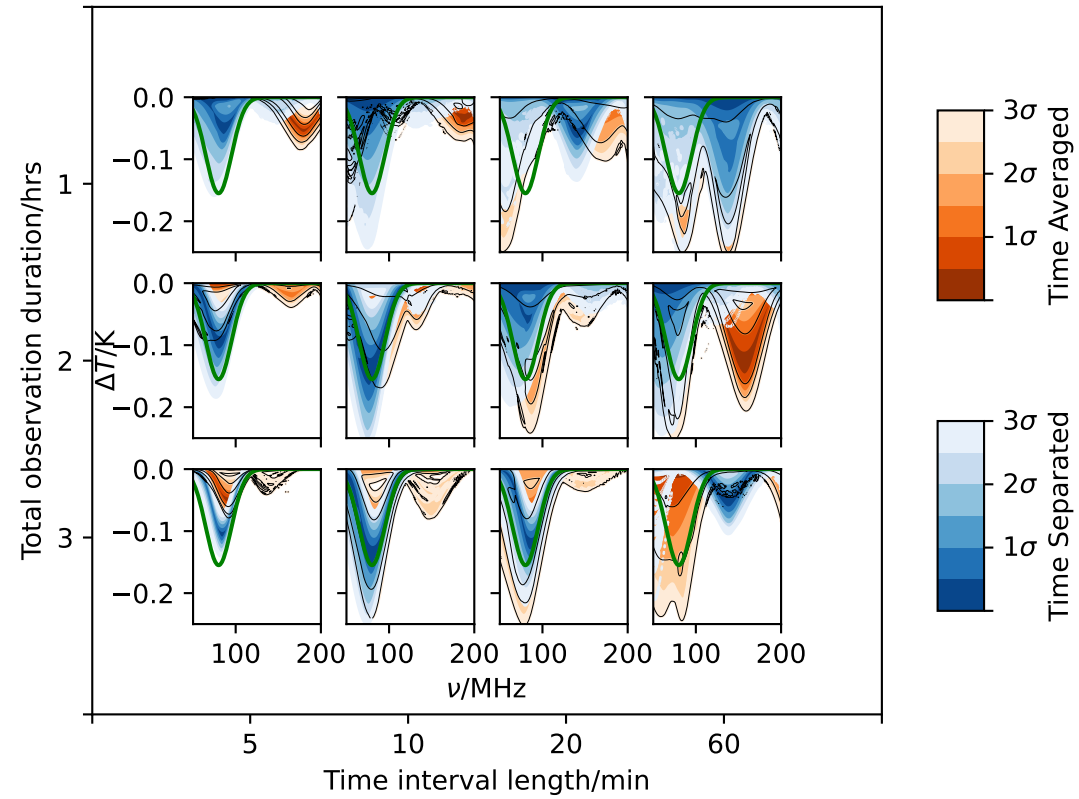 0.0
−0.1
−0.2
1
0.0
−0.1
−0.2
2
0.0
−0.1
−0.2
3
Total observation duration/hrs
ΔT/K
100 200
100 200
100 200
100 200
ν/MHz
5 10 20 60
Time interval length/min
3σ
2σ
1σ
Time Averaged
3σ
2σ
1σ
Time Separated